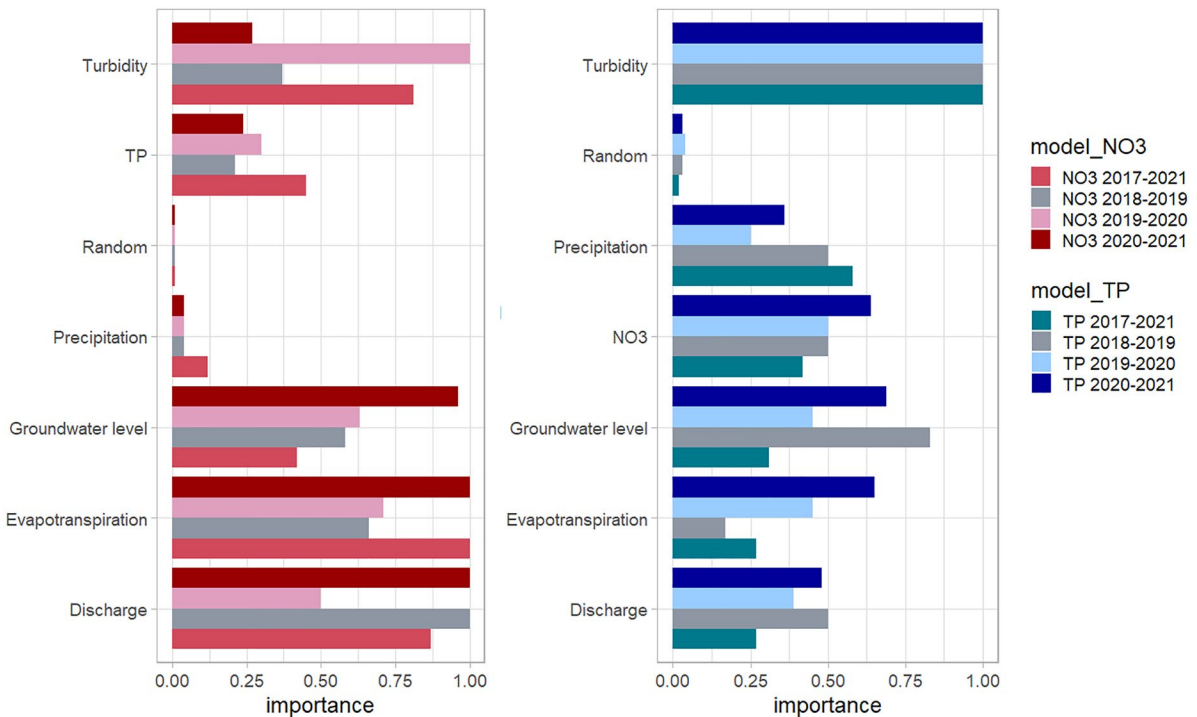 Turbidity
TP
Random
Precipitation
Groundwater level
Evapotranspiration
Discharge
0.00 0.25 0.50 0.75 1.00
importance
Turbidity
Random
Precipitation
NO3
Groundwater level
Evapotranspiration
Discharge
0.00 0.25 0.50 0.75 1.00
importance
model_NO3
NO3 2017-2021
NO3 2018-2019
NO3 2019-2020
NO3 2020-2021
model_TP
TP 2017-2021
TP 2018-2019
TP 2019-2020
TP 2020-2021